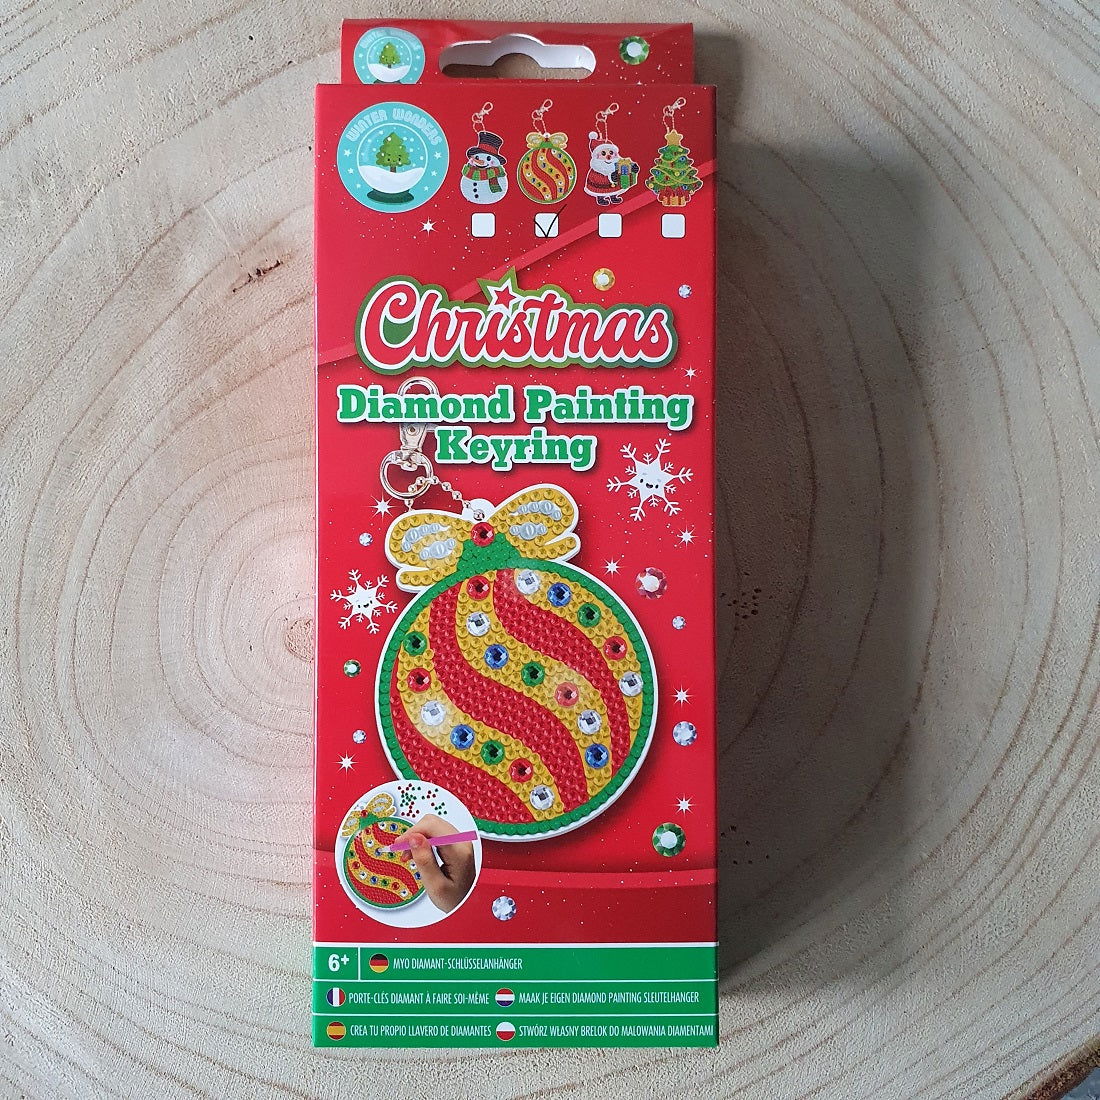 WINTER WONDERS
Christmas
Diamond Painting
Keyring
6+
MYO DIAMANT-SCHLÜSSELANHÄNGER
PORTE-CLÉS DIAMANT À FAIRE SOI-MÊME
MAAK JE EIGEN DIAMOND PAINTING SLEUTELHANGER
CREA TU PROPIO LLAVERO DE DIAMANTES
STWÓRZ WŁASNY BRELOK DO MALOWANIA DIAMENTAMI